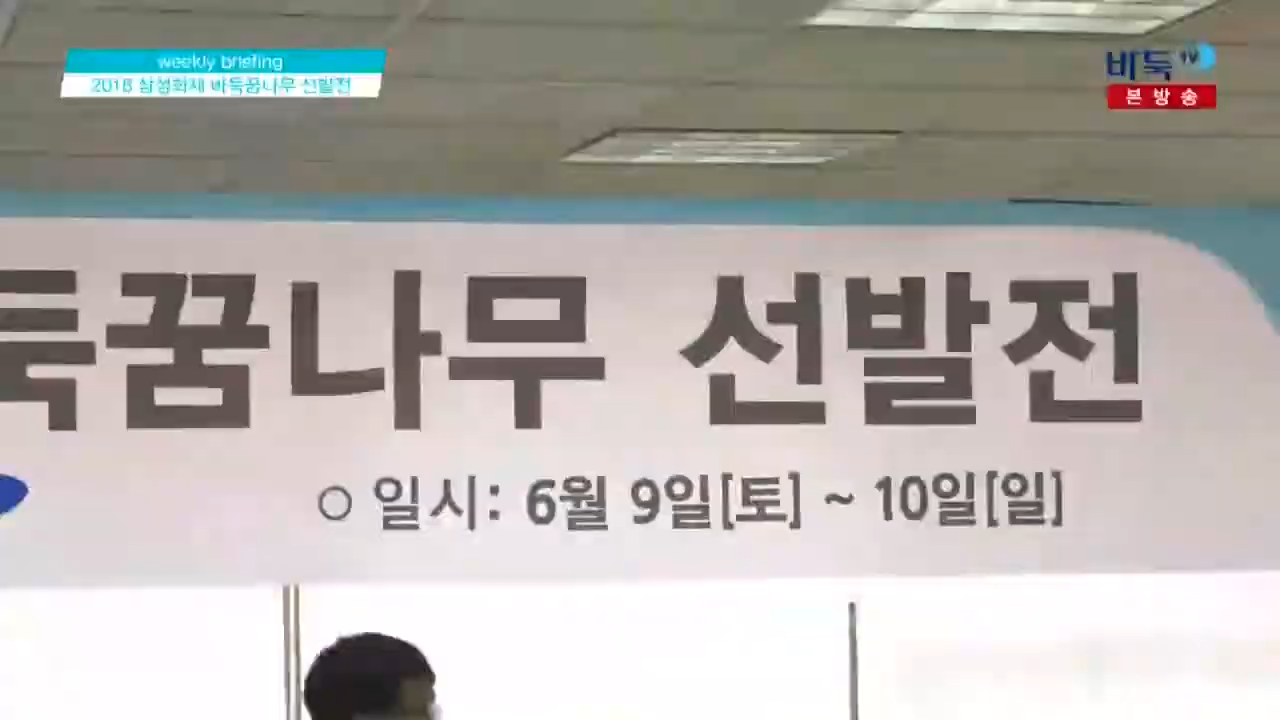 weekly briefing
2018 삼성화재 바둑꿈나무 선발전
바둑 TV
본방송
둑꿈나무 선발전
○ 일시: 6월 9일[토] ~ 10일[일]